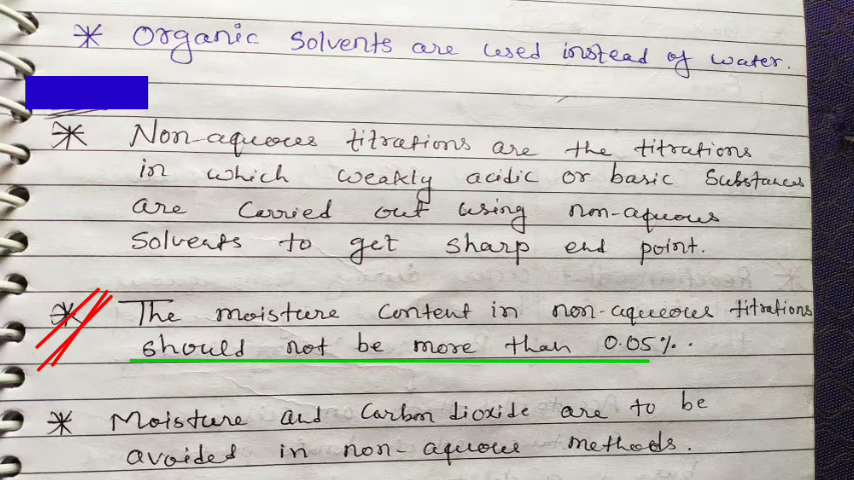 * Organic Solvents are used instead of water.
* Non-aqueous titrations are the titrations
in which weakly acidic or basic Substances
are Carried out using non-aquous
Solvents to get sharp end point.
* The moisture Content in non-aqueous titrations
should not be more than 0.05%.
* Moisture and Carbon dioxide are to be
avoided in non-aquous methods.